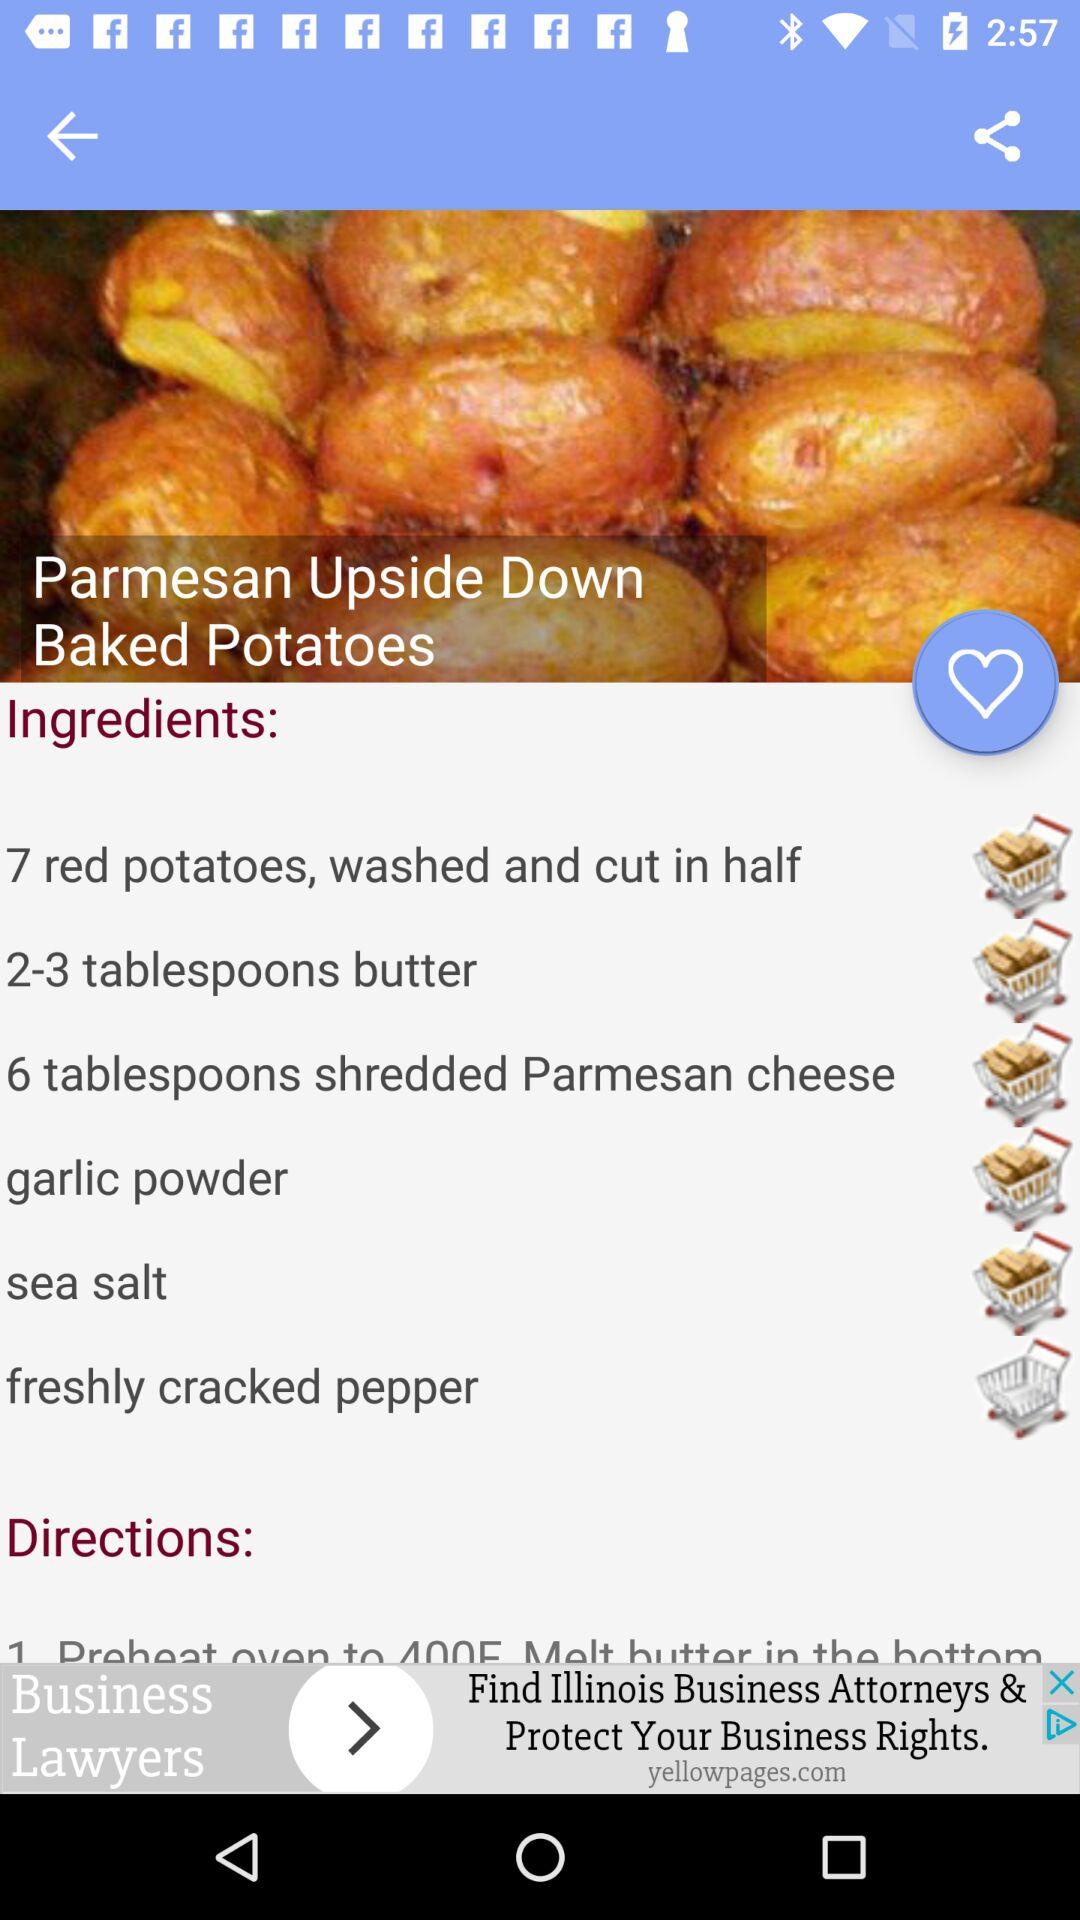 2:57
Parmesan Upside Down
Baked Potatoes
Ingredients:
7 red potatoes, washed and cut in half
2-3 tablespoons butter
6 tablespoons shredded Parmesan cheese
garlic powder
sea salt
freshly cracked pepper
Directions:
1. Preheat oven to 400F. Melt butter in the bottom
Business
Lawyers
Find Illinois Business Attorneys &
Protect Your Business Rights.
yellowpages.com